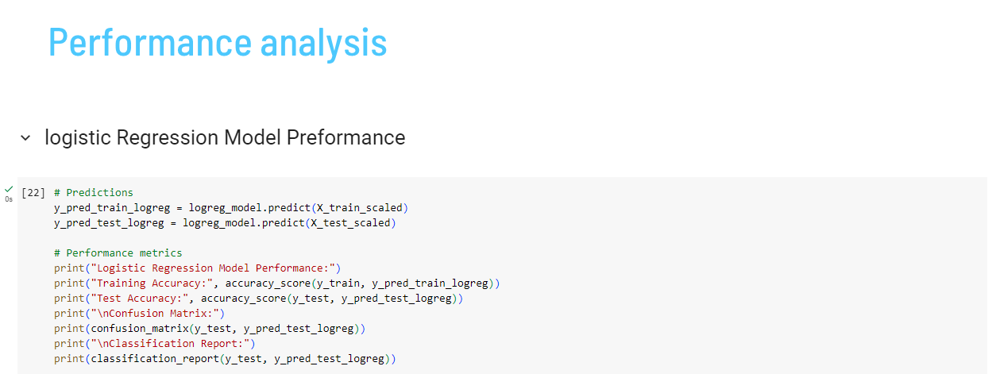 Performance analysis
logistic Regression Model Preformance
0s
[22] # Predictions
y_pred_train_logreg = logreg_model.predict(X_train_scaled)
y_pred_test_logreg = logreg_model.predict(X_test_scaled)
# Performance metrics
print("Logistic Regression Model Performance:")
print("Training Accuracy:", accuracy_score(y_train, y_pred_train_logreg))
print("Test Accuracy:", accuracy_score(y_test, y_pred_test_logreg))
print("\nConfusion Matrix:")
print(confusion_matrix(y_test, y_pred_test_logreg))
print("\nClassification Report:")
print(classification_report(y_test, y_pred_test_logreg))